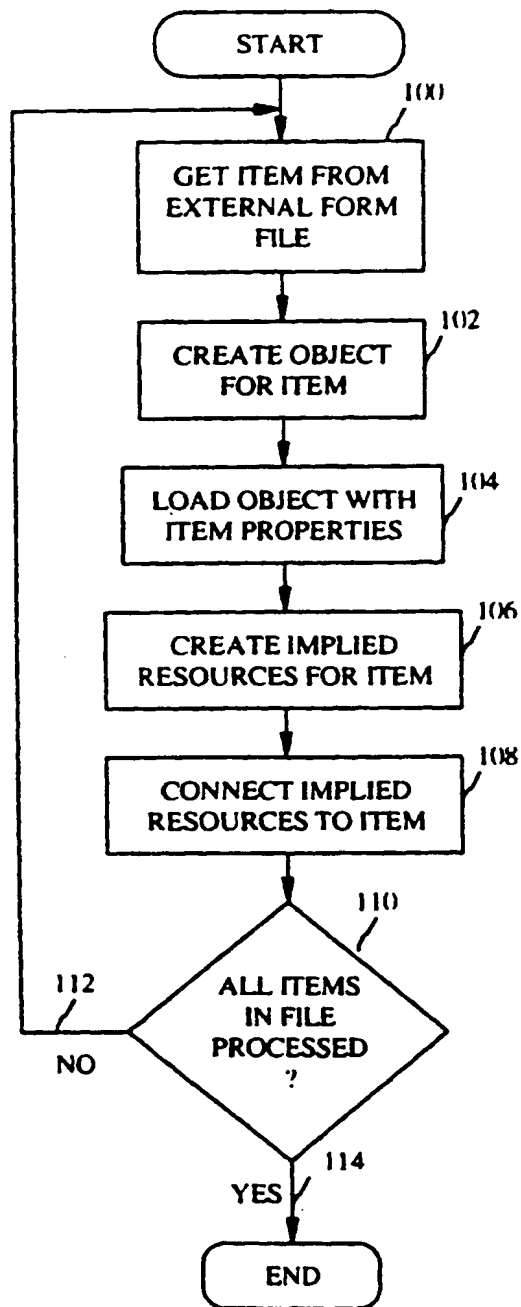 START
100
GET ITEM FROM
EXTERNAL FORM
FILE
102
CREATE OBJECT
FOR ITEM
104
LOAD OBJECT WITH
ITEM PROPERTIES
106
CREATE IMPLIED
RESOURCES FOR ITEM
108
CONNECT IMPLIED
RESOURCES TO ITEM
110
ALL ITEMS
IN FILE
PROCESSED
?
112
NO
114
YES
END